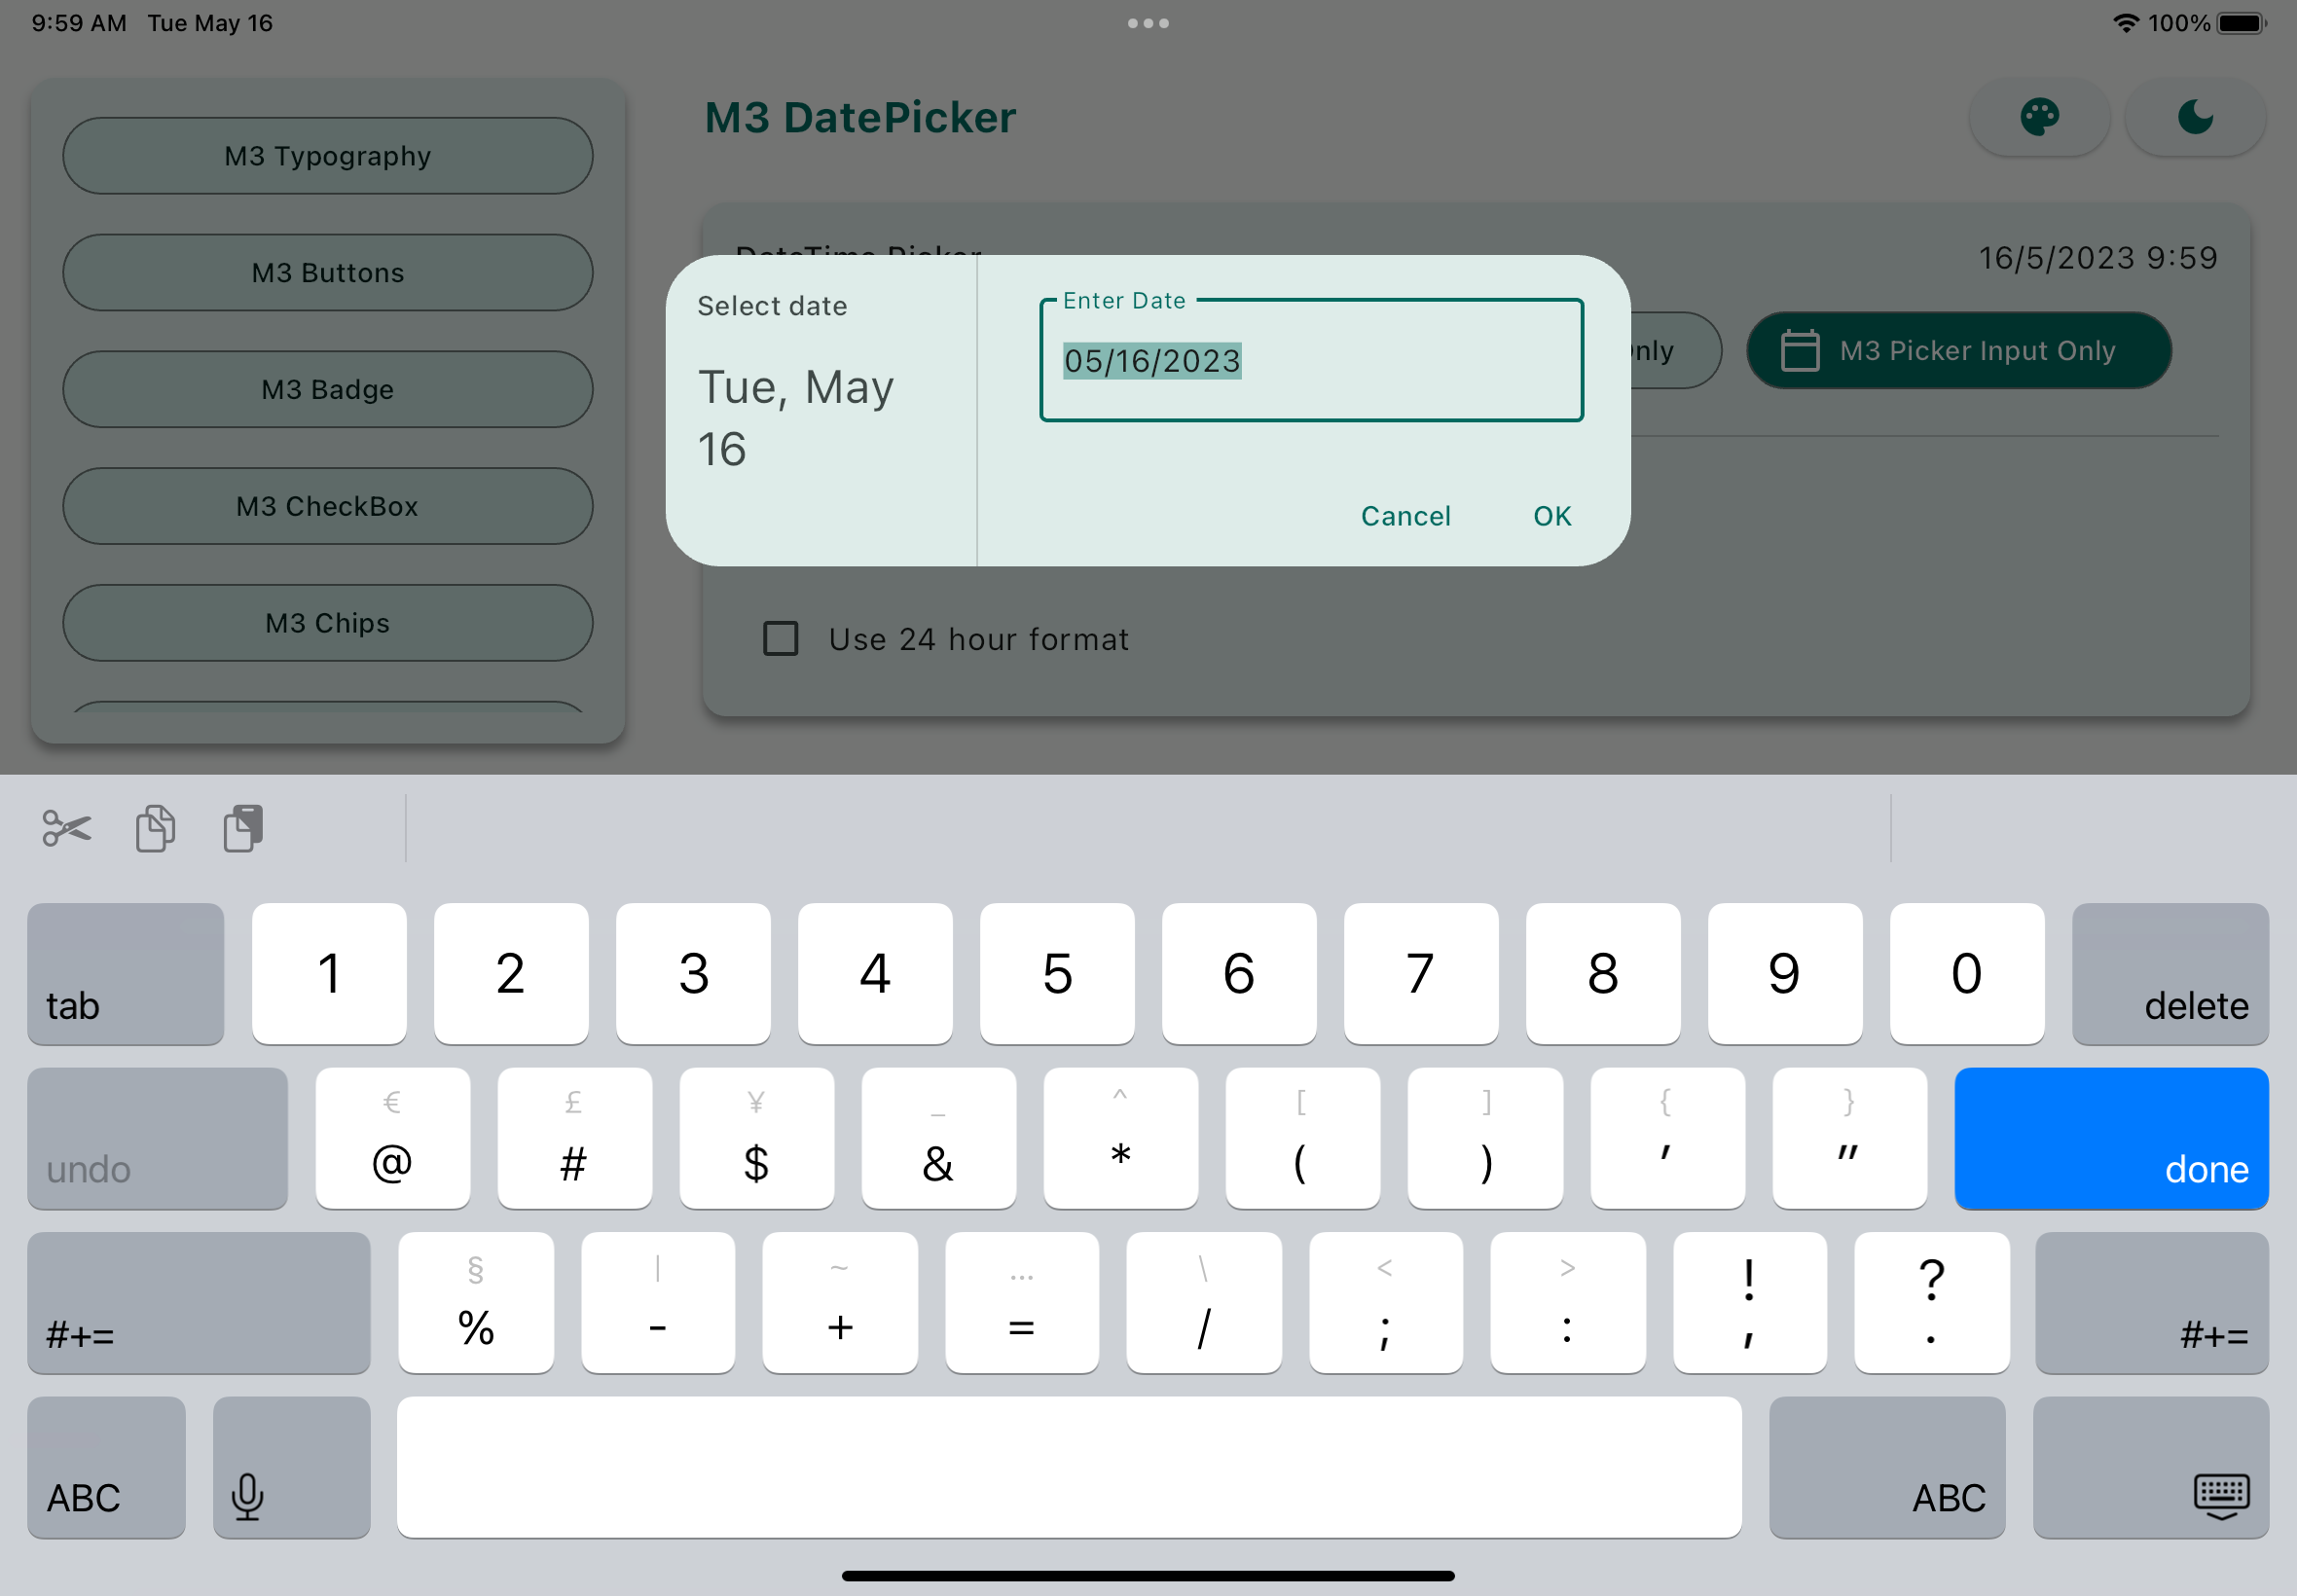 9:59 AM Tue May 16
100%
M3 Typography
M3 Buttons
M3 Badge
M3 CheckBox
M3 Chips
M3 DatePicker
DateTime Picker
16/5/2023 9:59
M3 Picker Input Only
Select date
Tue, May
16
Enter Date
05/16/2023
Cancel OK
Use 24 hour format
tab 1 2 3 4 5 6 7 8 9 0 delete
€ £ ¥ _ ^ [ ] { }
undo @ # $ & * ( ) ' " done
§ | ~ … \ < > ! ?
#+= % - + = / ; : , . #+=
ABC ABC